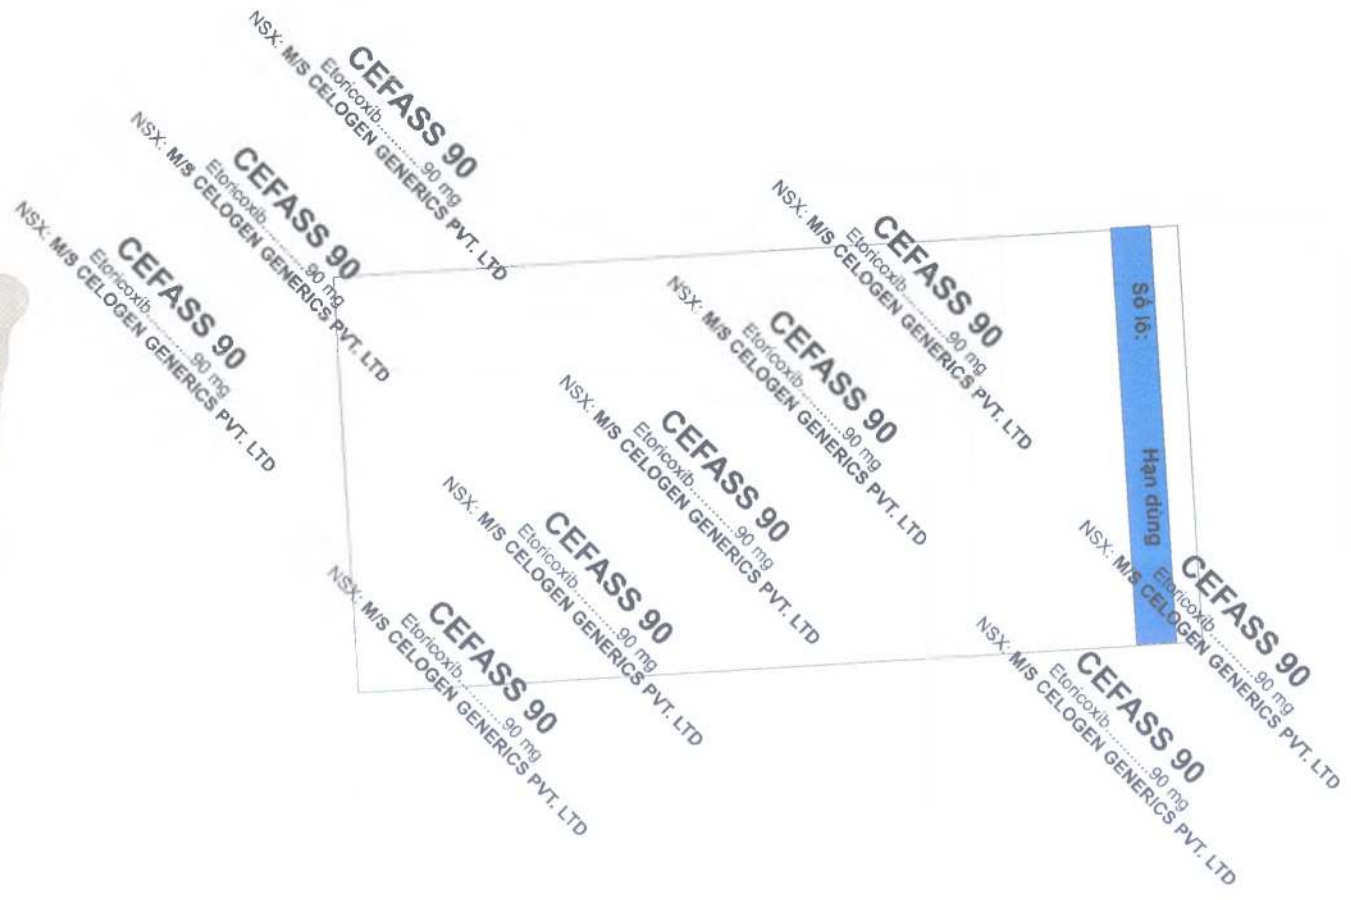 CEFASS 90
Etoricoxib............90 mg
NSX: M/S CELOGEN GENERICS PVT. LTD
CEFASS 90
Etoricoxib............90 mg
NSX: M/S CELOGEN GENERICS PVT. LTD
CEFASS 90
Etoricoxib............90 mg
NSX: M/S CELOGEN GENERICS PVT. LTD
CEFASS 90
Etoricoxib............90 mg
NSX: M/S CELOGEN GENERICS PVT. LTD
CEFASS 90
Etoricoxib............90 mg
NSX: M/S CELOGEN GENERICS PVT. LTD
CEFASS 90
Etoricoxib............90 mg
NSX: M/S CELOGEN GENERICS PVT. LTD
CEFASS 90
Etoricoxib............90 mg
NSX: M/S CELOGEN GENERICS PVT. LTD
CEFASS 90
Etoricoxib............90 mg
NSX: M/S CELOGEN GENERICS PVT. LTD
Số lô: Hạn dùng
CEFASS 90
Etoricoxib............90 mg
NSX: M/S CELOGEN GENERICS PVT. LTD
CEFASS 90
Etoricoxib............90 mg
NSX: M/S CELOGEN GENERICS PVT. LTD